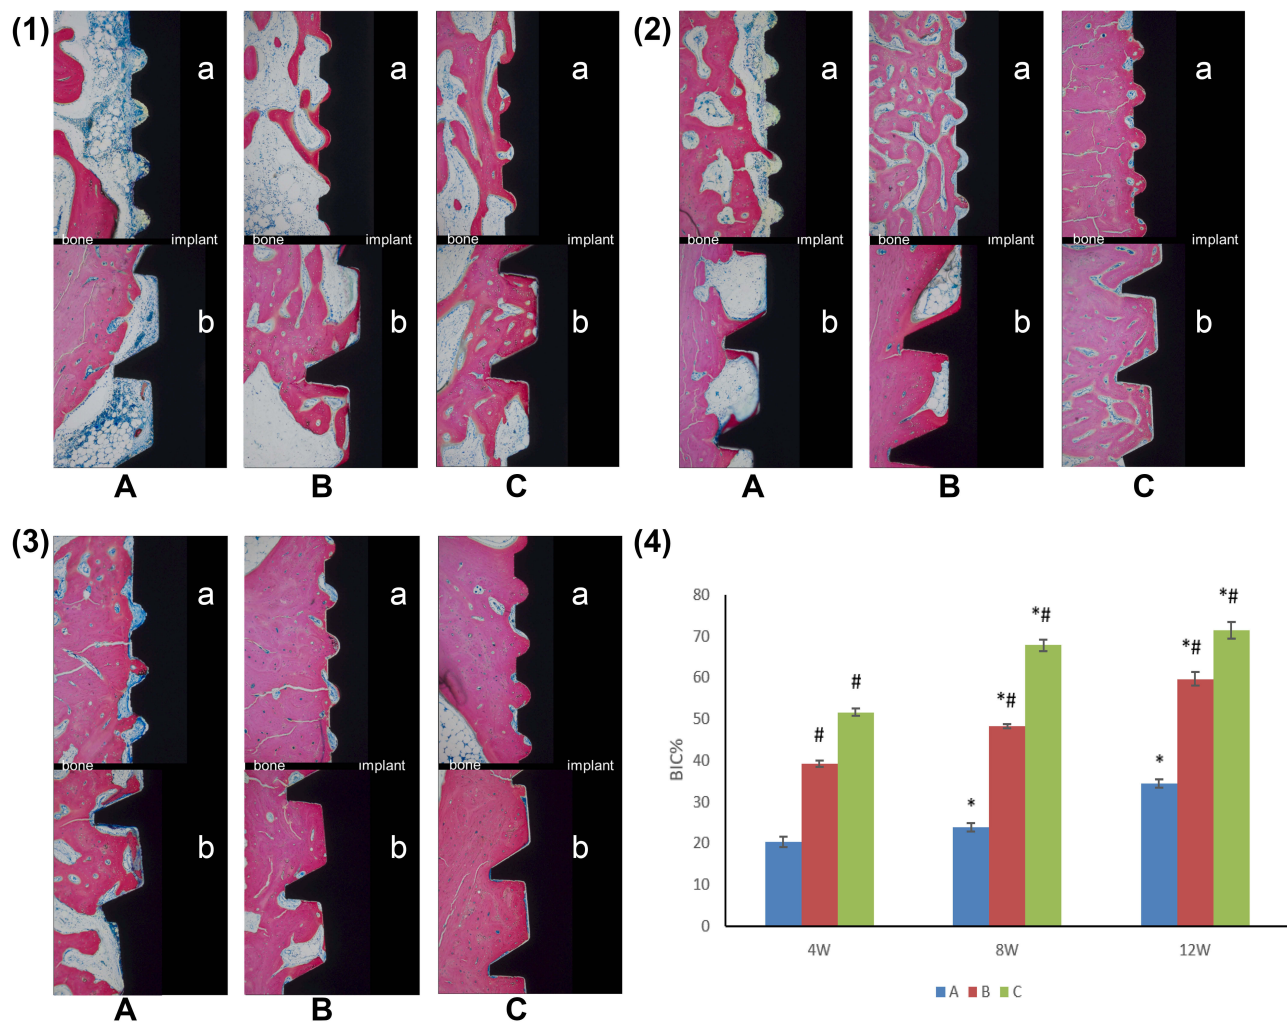 (1)
a
a
a
bone
implant
bone
implant
bone
implant
b
b
b
A
B
C
(2)
a
a
a
bone
implant
bone
implant
bone
implant
b
b
b
A
B
C
(3)
a
a
a
bone
bone
implant
bone
implant
b
b
b
A
B
C
(4)
80
70
60
50
40
30
20
10
0
BIC%
#
#
*
*#
*#
*
*#
*#
4W
8W
12W
A
B
C